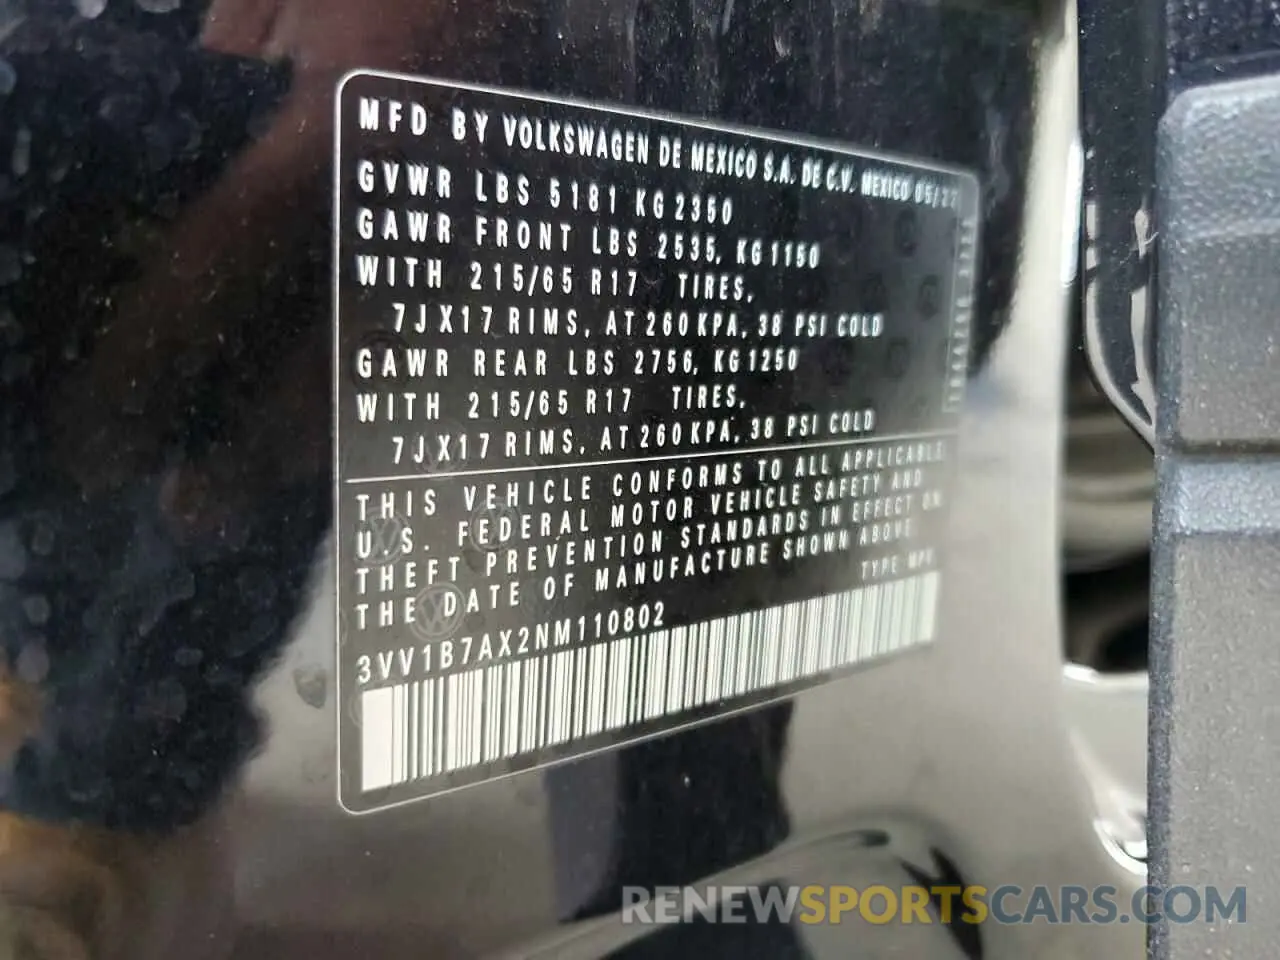 MFD BY VOLKSWAGEN DE MEXICO S.A. DE C.V. MEXICO 05/22
GVWR LBS 5181 KG 2350
GAWR FRONT LBS 2535, KG 1150
WITH 215/65 R17 TIRES,
7JX17 RIMS, AT 260 KPA, 38 PSI COLD
GAWR REAR LBS 2756, KG 1250
WITH 215/65 R17 TIRES,
7JX17 RIMS, AT 260 KPA, 38 PSI COLD
THIS VEHICLE CONFORMS TO ALL APPLICABLE
U.S. FEDERAL MOTOR VEHICLE SAFETY AND
THEFT PREVENTION STANDARDS IN EFFECT ON
THE DATE OF MANUFACTURE SHOWN ABOVE.
TYPE MPV
3VV1B7AX2NM110802
RENEWSPORTSCARS.COM